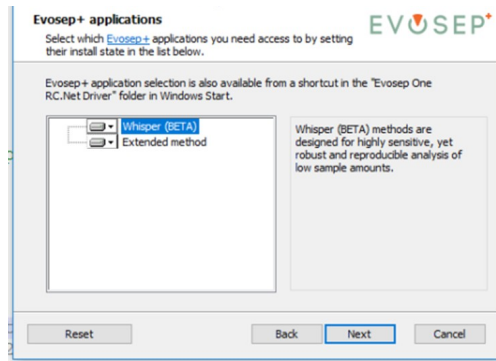 Evosep+ applications
EVOSEP+
Select which Evosep+ applications you need access to by setting
their install state in the list below.
Evosep+ application selection is also available from a shortcut in the "Evosep One
RC.Net Driver" folder in Windows Start.
Whisper (BETA)
Extended method
Whisper (BETA) methods are
designed for highly sensitive, yet
robust and reproducible analysis of
low sample amounts.
Reset
Back
Next
Cancel